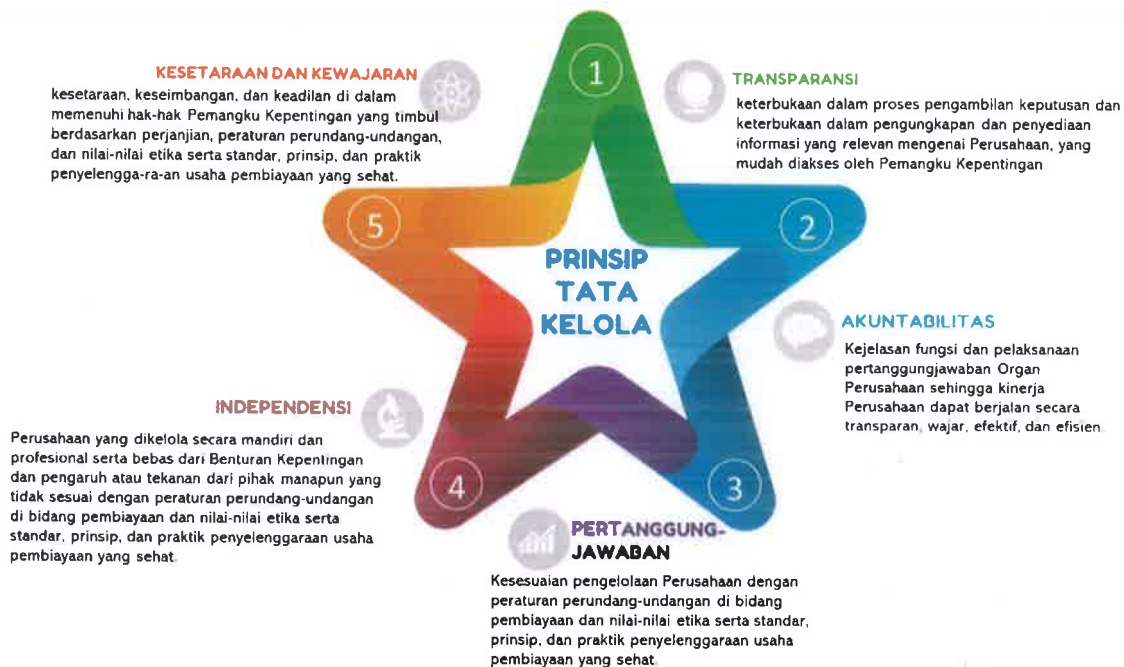 1
TRANSPARANSI
keterbukaan dalam proses pengambilan keputusan dan
keterbukaan dalam pengungkapan dan penyediaan
informasi yang relevan mengenai Perusahaan, yang
mudah diakses oleh Pemangku Kepentingan
2
AKUNTABILITAS
Kejelasan fungsi dan pelaksanaan
pertanggungjawaban Organ
Perusahaan sehingga kinerja
Perusahaan dapat berjalan secara
transparan, wajar, efektif, dan efisien
3
PERTANGGUNG-
JAWABAN
Kesesuaian pengelolaan Perusahaan dengan
peraturan perundang-undangan di bidang
pembiayaan dan nilai-nilai etika serta standar,
prinsip, dan praktik penyelenggaraan usaha
pembiayaan yang sehat.
4
INDEPENDENSI
Perusahaan yang dikelola secara mandiri dan
profesional serta bebas dari Benturan Kepentingan
dan pengaruh atau tekanan dari pihak manapun yang
tidak sesuai dengan peraturan perundang-undangan
di bidang pembiayaan dan nilai-nilai etika serta
standar, prinsip, dan praktik penyelenggaraan usaha
pembiayaan yang sehat.
5
KESETARAAN DAN KEWAJARAN
kesetaraan, keseimbangan, dan keadilan di dalam
memenuhi hak-hak Pemangku Kepentingan yang timbul
berdasarkan perjanjian, peraturan perundang-undangan,
dan nilai-nilai etika serta standar, prinsip, dan praktik
penyelengga-ra-an usaha pembiayaan yang sehat.
PRINSIP
TATA
KELOLA